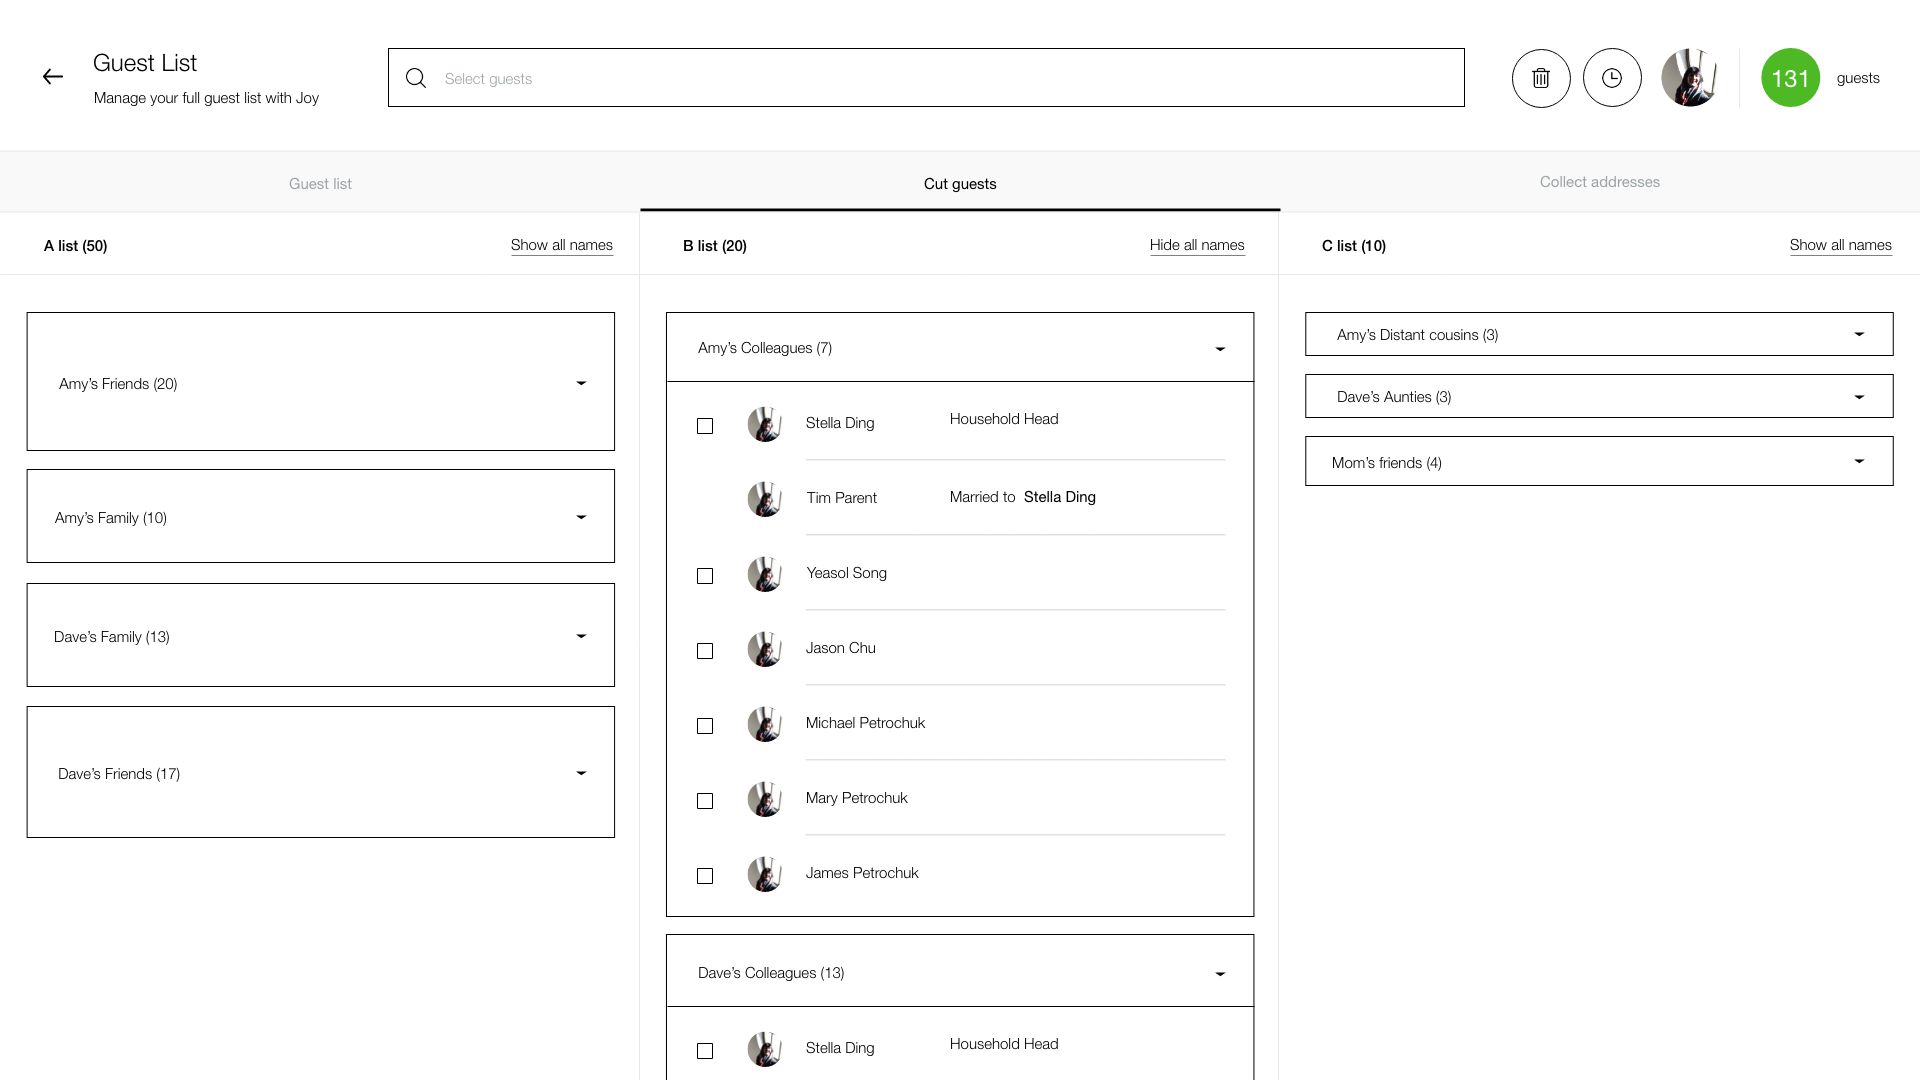 Guest List
Manage your full guest list with Joy
Select guests
131
guests
Guest list
Cut guests
Collect addresses
A list (50)
Show all names
Amy’s Friends (20)
Amy’s Family (10)
Dave’s Family (13)
Dave’s Friends (17)
B list (20)
Hide all names
Amy’s Colleagues (7)
Stella Ding Household Head
Tim Parent Married to Stella Ding
Yeasol Song
Jason Chu
Michael Petrochuk
Mary Petrochuk
James Petrochuk
Dave’s Colleagues (13)
Stella Ding Household Head
C list (10)
Show all names
Amy’s Distant cousins (3)
Dave’s Aunties (3)
Mom’s friends (4)